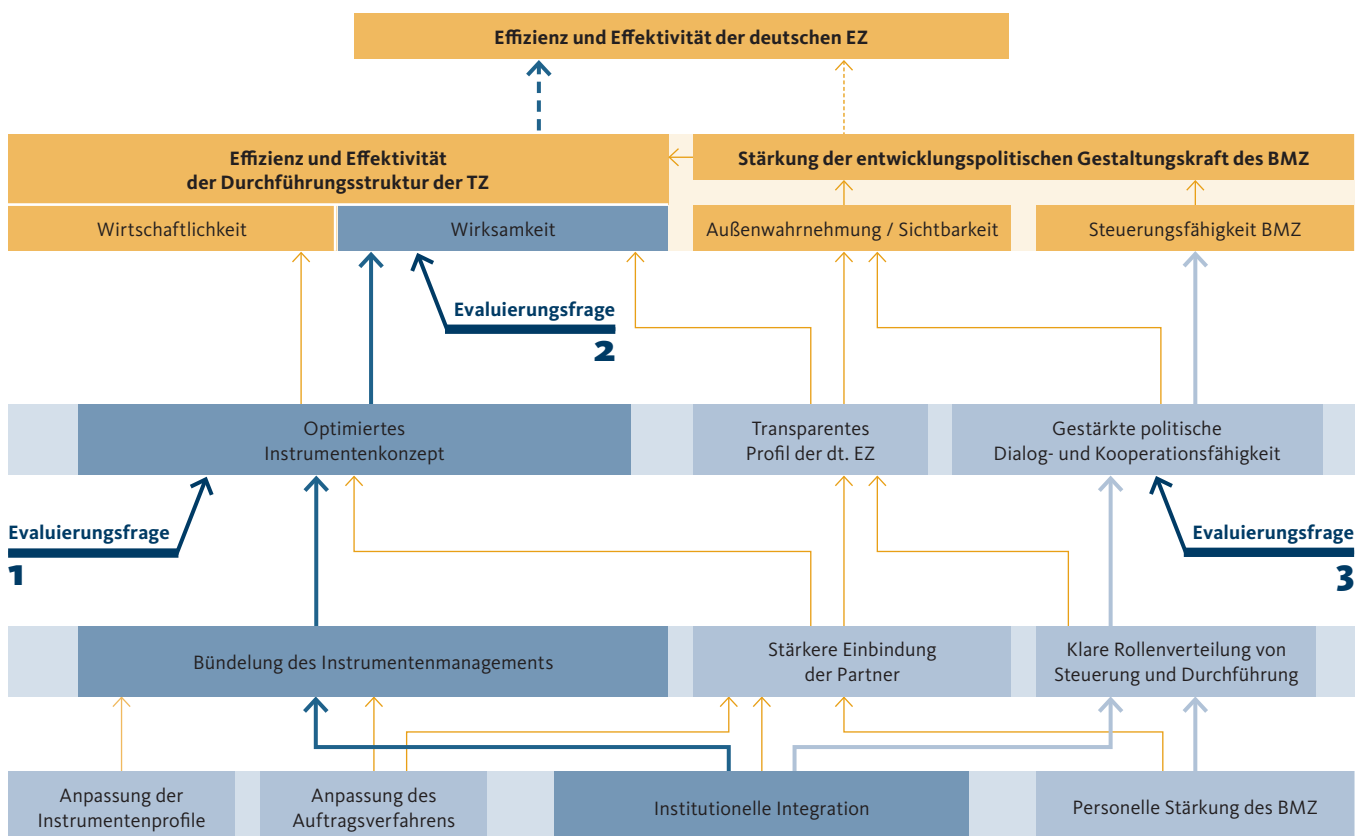 Effizienz und Effektivität der deutschen EZ
Effizienz und Effektivität
der Durchführungsstruktur der TZ
Stärkung der entwicklungspolitischen Gestaltungskraft des BMZ
Wirtschaftlichkeit
Wirksamkeit
Außenwahrnehmung / Sichtbarkeit
Steuerungsfähigkeit BMZ
Evaluierungsfrage
2
Optimiertes
Instrumentenkonzept
Transparentes
Profil der dt. EZ
Gestärkte politische
Dialog- und Kooperationsfähigkeit
Evaluierungsfrage
1
Evaluierungsfrage
3
Bündelung des Instrumentenmanagements
Stärkere Einbindung
der Partner
Klare Rollenverteilung von
Steuerung und Durchführung
Anpassung der
Instrumentenprofile
Anpassung des
Auftragsverfahrens
Institutionelle Integration
Personelle Stärkung des BMZ